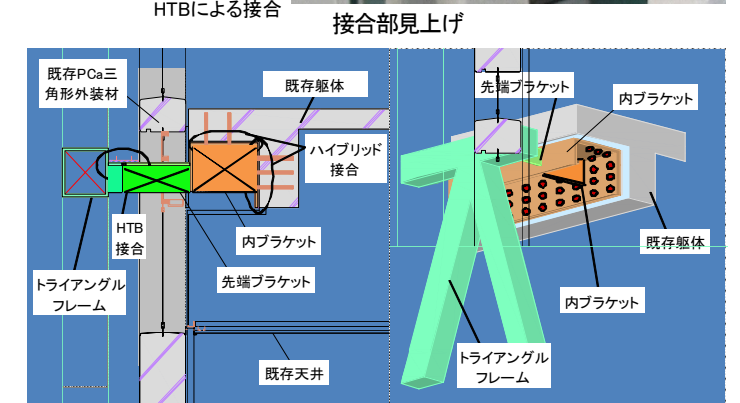 HTBによる接合
接合部見上げ
既存PCa三
角形外装材
既存躯体
ハイブリッド
接合
HTB
接合
内ブラケット
先端ブラケット
トライアングル
フレーム
既存天井
先端ブラケット
内ブラケット
既存躯体
内ブラケット
トライアングル
フレーム